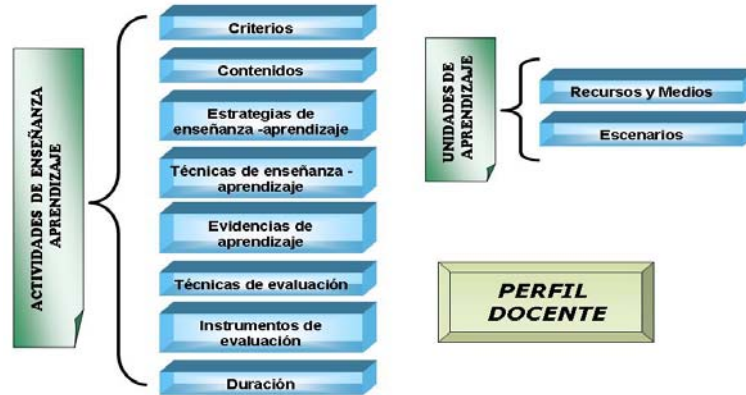 ACTIVIDADES DE ENSEÑANZA
APRENDIZAJE
Criterios
Contenidos
Estrategias de
enseñanza -aprendizaje
Técnicas de enseñanza -
aprendizaje
Evidencias de
aprendizaje
Técnicas de evaluación
Instrumentos de
evaluación
Duración
UNIDADES DE
APRENDIZAJE
Recursos y Medios
Escenarios
PERFIL
DOCENTE